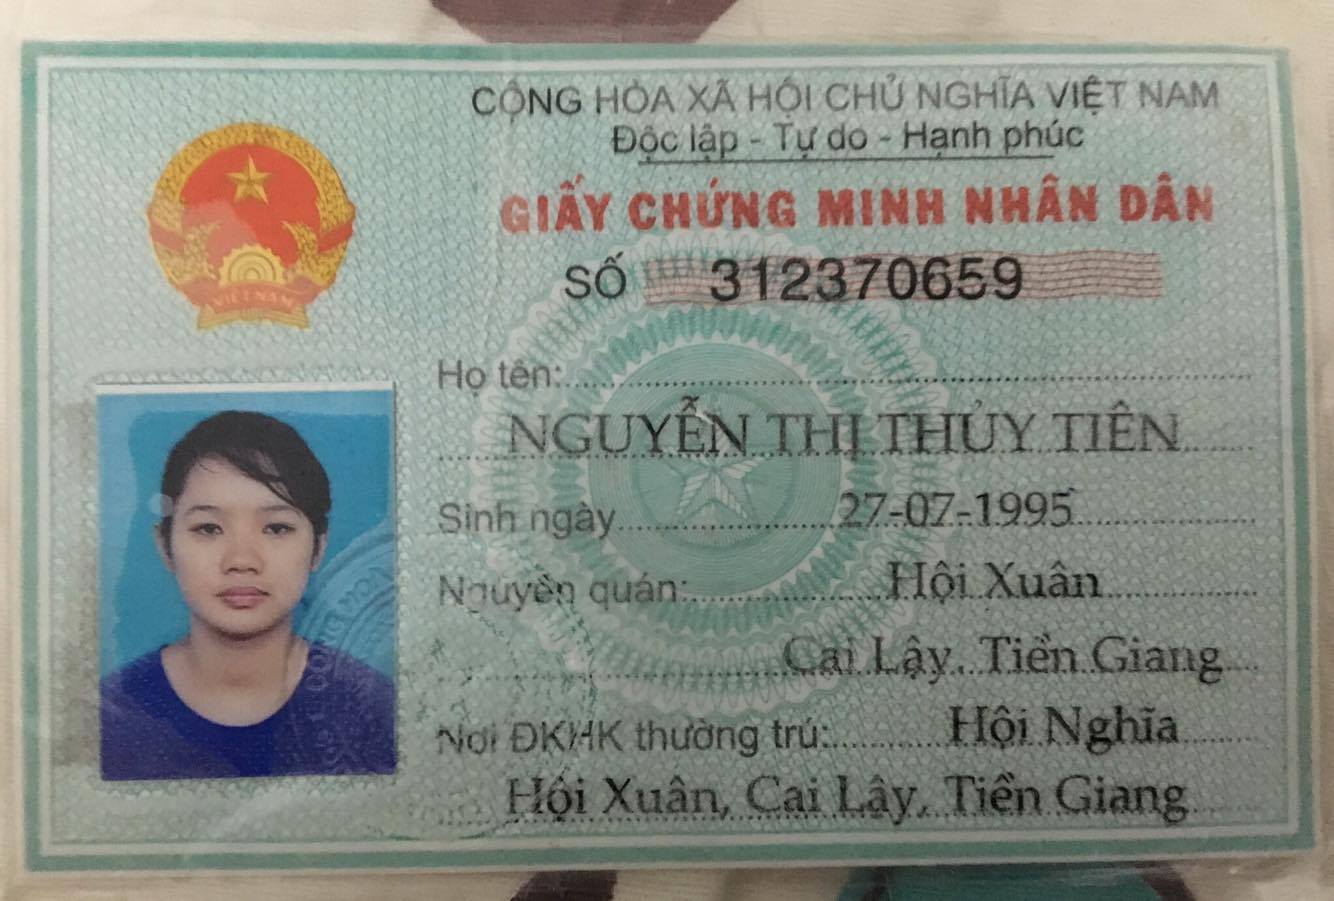 CỘNG HÒA XÃ HỘI CHỦ NGHĨA VIỆT NAM
Độc lập - Tự do - Hạnh phúc
GIẤY CHỨNG MINH NHÂN DÂN
SỐ 312370659
VIỆT NAM
Họ tên:
NGUYỄN THỊ THỦY TIÊN
Sinh ngày 27-07-1995
Nguyên quán: Hội Xuân
Cai Lậy, Tiền Giang
Nơi ĐKHK thường trú: Hội Nghĩa
Hội Xuân, Cai Lậy, Tiền Giang